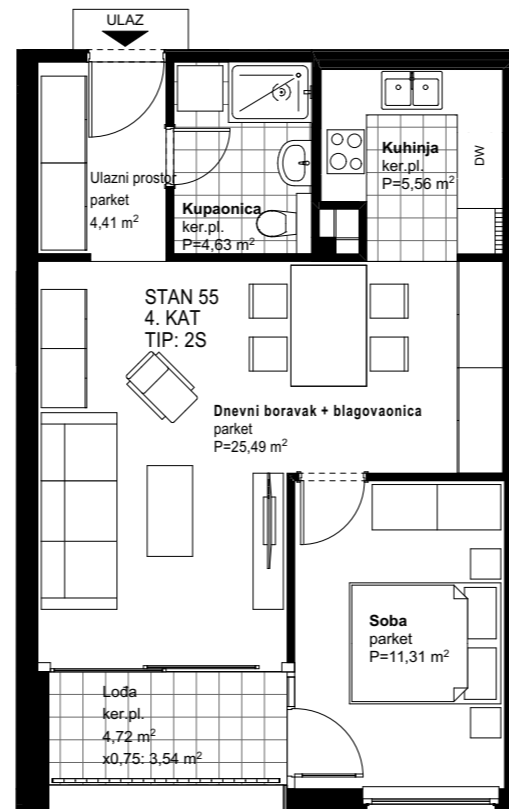 ULAZ
Ulazni prostor
parket
4,41 m²
Kupaonica
ker.pl.
P=4,63 m²
Kuhinja
ker.pl.
P=5,56 m²
DW
STAN 55
4. KAT
TIP: 2S
Dnevni boravak + blagovaonica
parket
P=25,49 m²
Soba
parket
P=11,31 m²
Lođa
ker.pl.
4,72 m²
x0,75: 3,54 m²